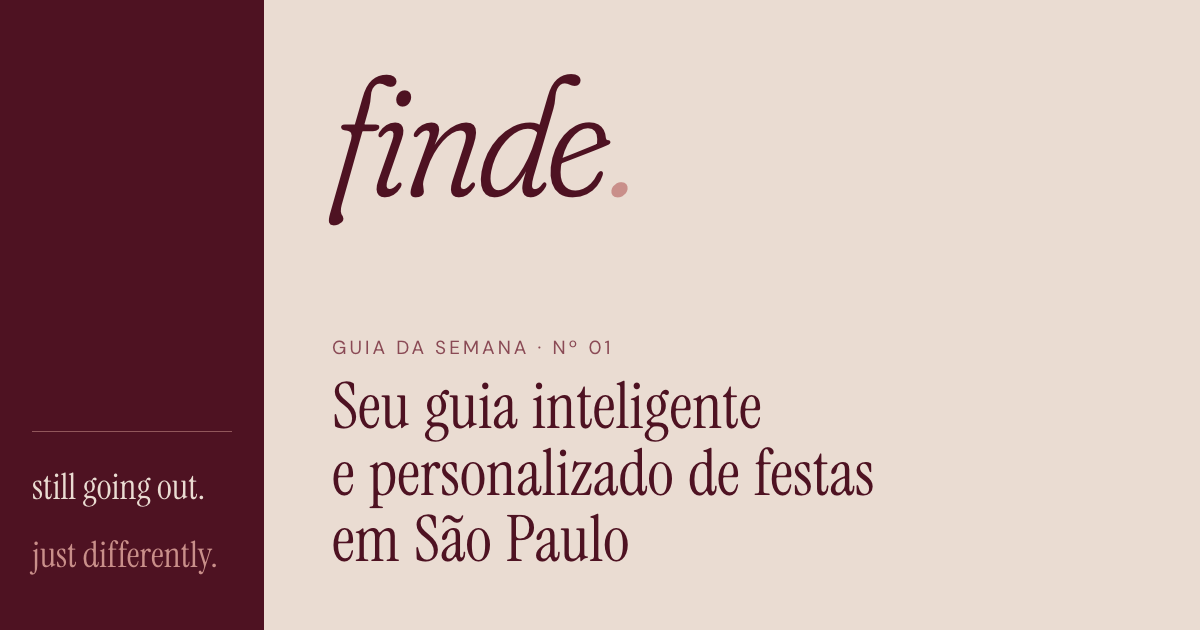 finde.
GUIA DA SEMANA · Nº 01
Seu guia inteligente
e personalizado de festas
em São Paulo
still going out.
just differently.